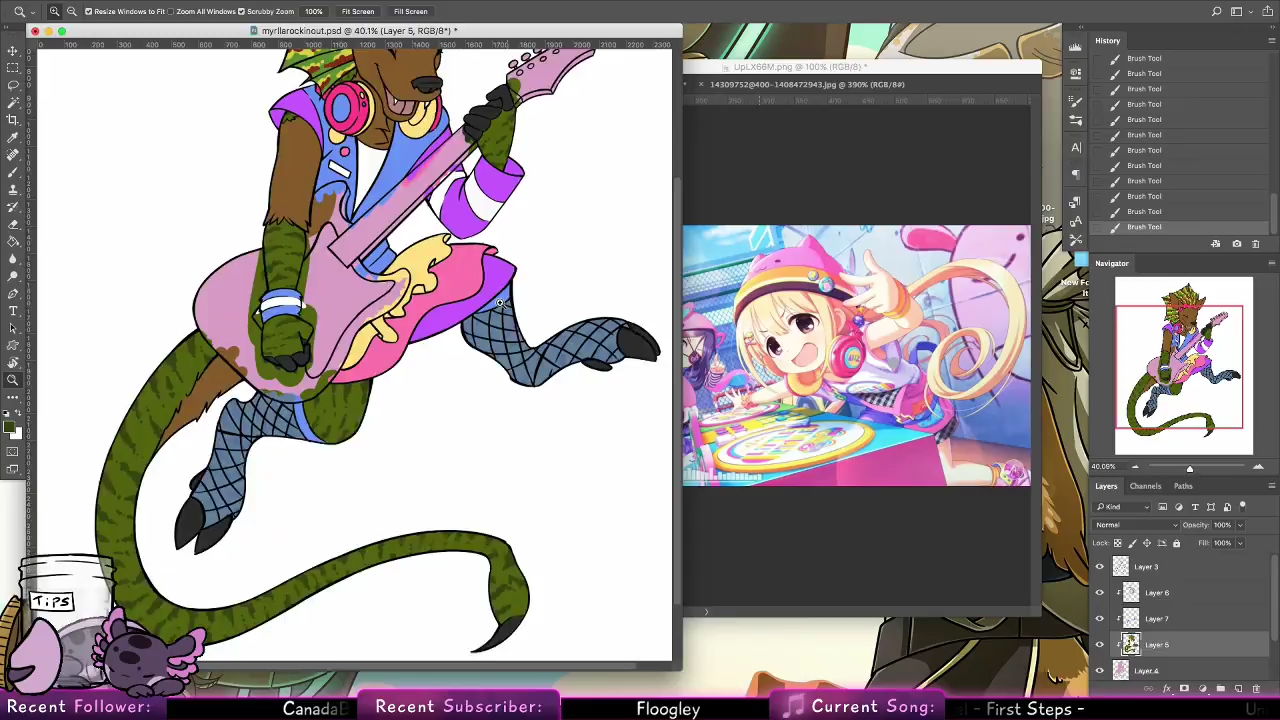 Resize Windows to Fit
Zoom All Windows
Scrubby Zoom
100%
Fit Screen
Fill Screen
myrllarockinout.psd @ 40.1% (Layer 5, RGB/8*) *
UpLX66M.png @ 100% (RGB/8) *
14309752@400-1408472943.jpg @ 390% (RGB/8#)
History
Brush Tool
Brush Tool
Brush Tool
Brush Tool
Brush Tool
Brush Tool
Brush Tool
Brush Tool
Brush Tool
Brush Tool
Brush Tool
Brush Tool
Navigator
40.09%
Layers
Channels
Paths
Kind
Normal
Opacity: 100%
Lock:
Fill: 100%
Layer 3
Layer 6
Layer 7
Layer 5
Layer 4
TIPS
Recent Follower:
CanadaB
Recent Subscriber:
Floogley
Current Song:
- First Steps -